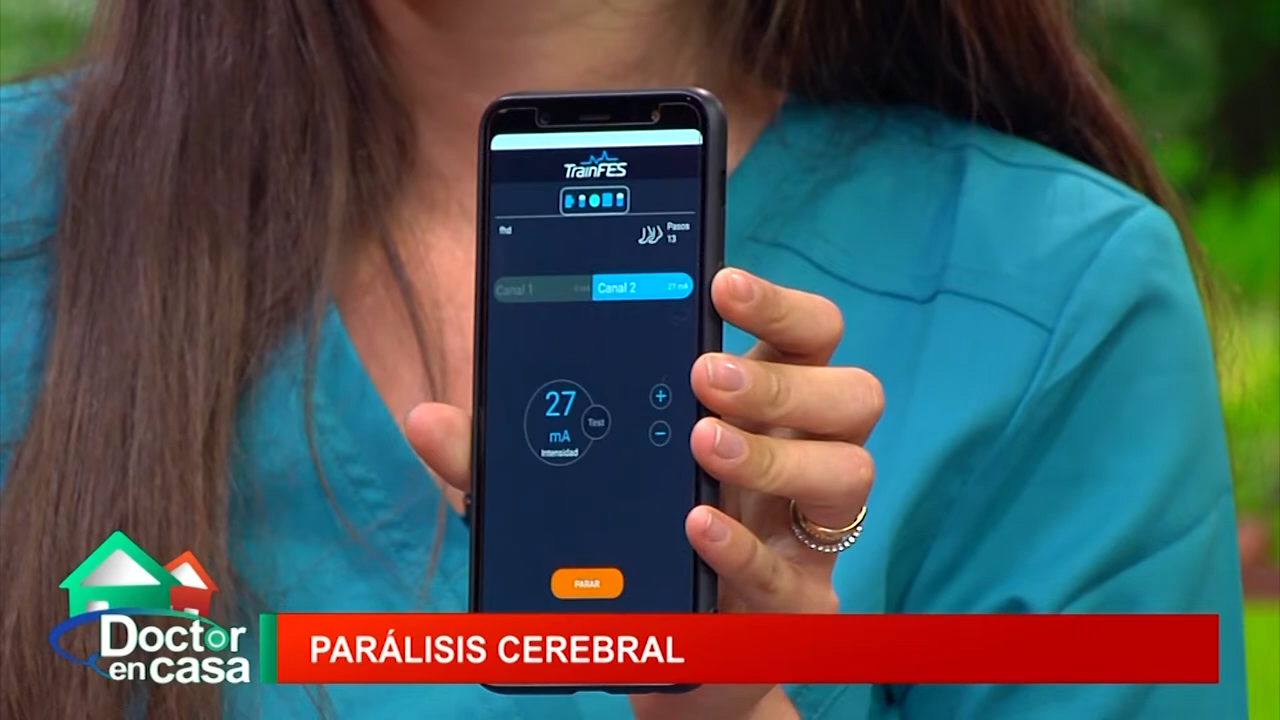 TrainFES
fhd
Pasos
13
Canal 1
Canal 2 27 mA
27
mA
Intensidad
Test
+
−
PARAR
Doctor
en casa
PARÁLISIS CEREBRAL